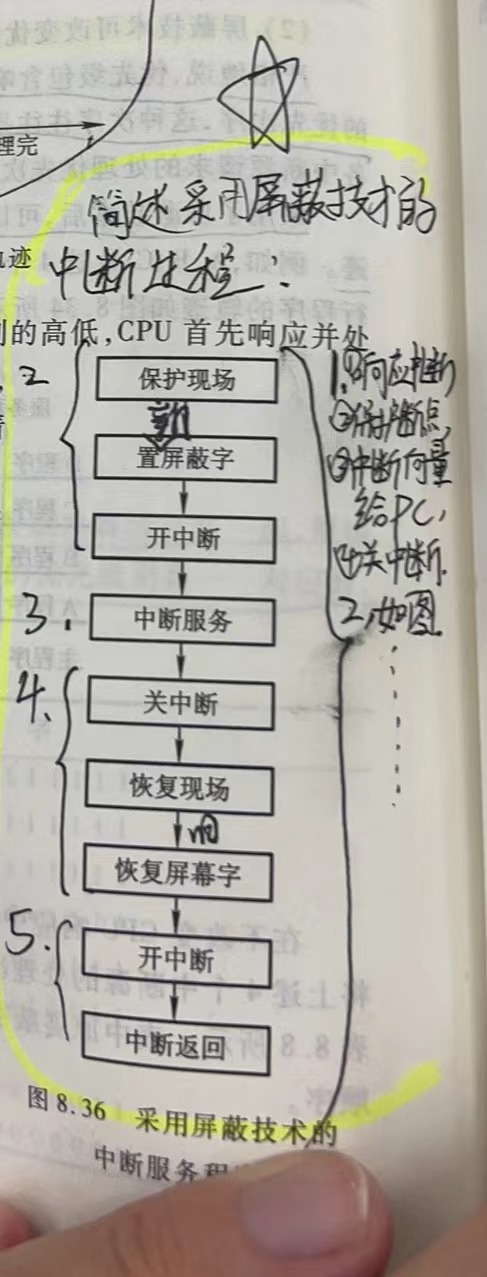 理完
简述采用屏蔽技术的
轨迹
中断过程:
的高低,CPU 首先响应并处
2
保护现场
新
置屏蔽字
开中断
3.
中断服务
4.
关中断
恢复现场
旧
恢复屏幕字
5.
开中断
中断返回
1.①响应中断
②保护断点,
③中断向量
给PC,
④关中断.
2,如图
图 8.36 采用屏蔽技术的
中断服务程